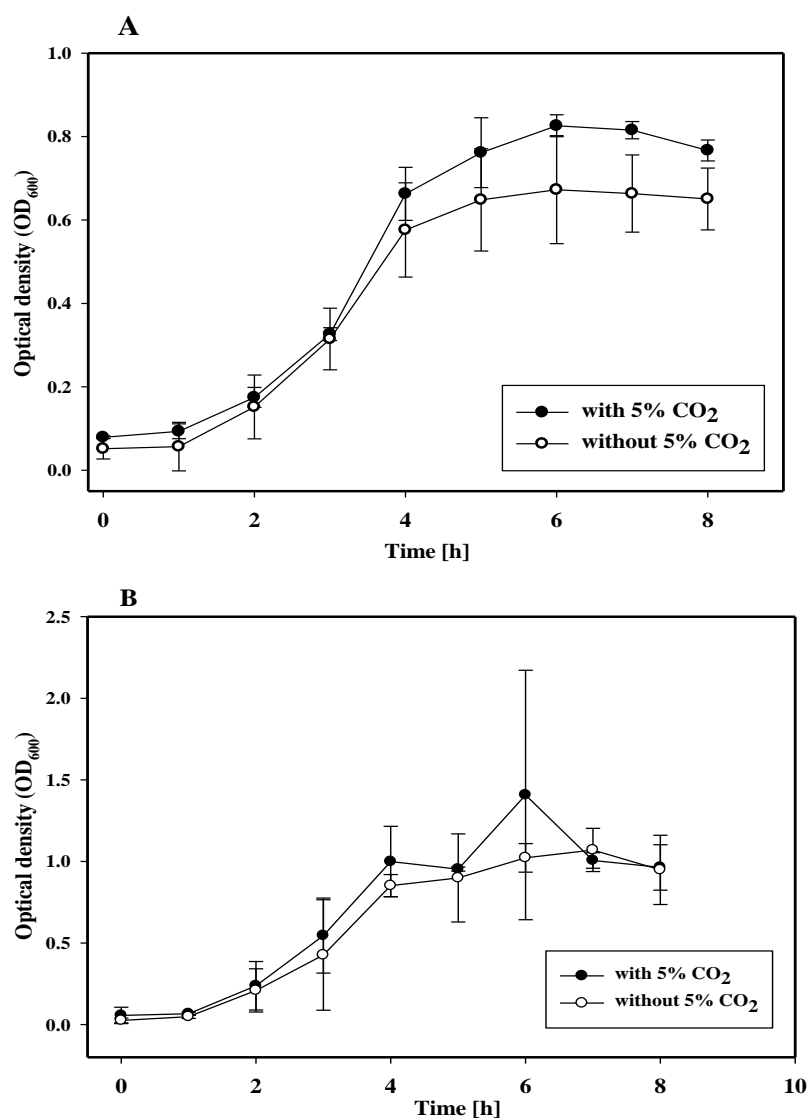 A
1.0
0.8
0.6
0.4
0.2
0.0
Optical density (OD600)
with 5% CO2
without 5% CO2
0 2 4 6 8
Time [h]
B
2.5
2.0
1.5
1.0
0.5
0.0
Optical density (OD600)
with 5% CO2
without 5% CO2
0 2 4 6 8 10
Time [h]